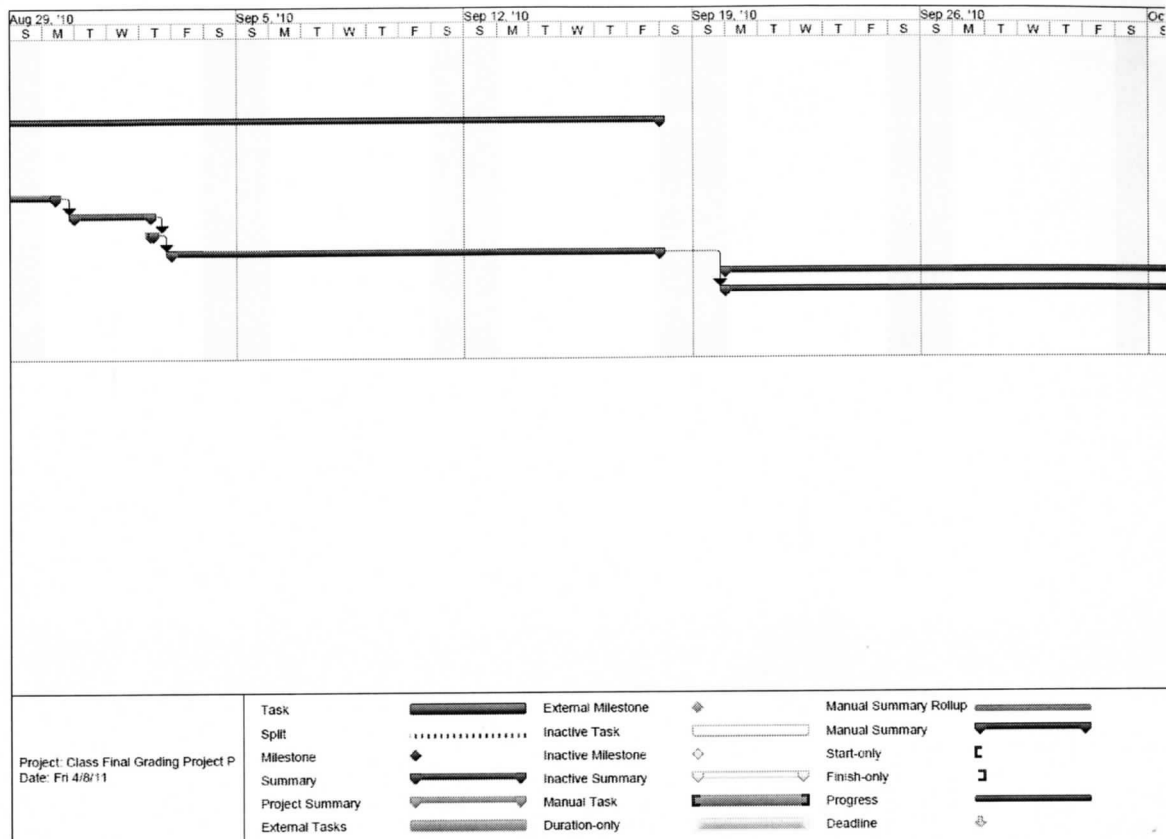 Aug 29, '10 Sep 5, '10 Sep 12, '10 Sep 19, '10 Sep 26, '10 Oc
S M T W T F S S M T W T F S S M T W T F S S M T W T F S S M T W T F S S
Project: Class Final Grading Project P
Date: Fri 4/8/11
Task
Split
Milestone
Summary
Project Summary
External Tasks
External Milestone
Inactive Task
Inactive Milestone
Inactive Summary
Manual Task
Duration-only
Manual Summary Rollup
Manual Summary
Start-only
Finish-only
Progress
Deadline